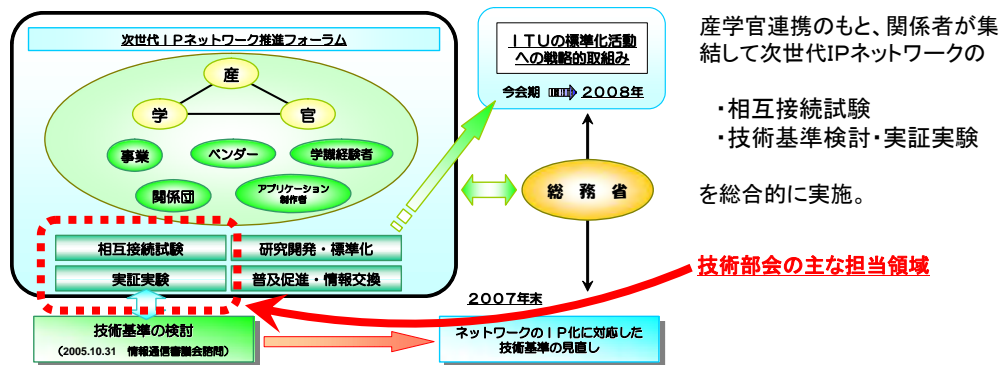 次世代ＩＰネットワーク推進フォーラム
産
学
官
事業
ベンダー
学識経験者
関係団
アプリケーション
制作者
相互接続試験
研究開発・標準化
実証実験
普及促進・情報交換
技術基準の検討
（2005.10.31　情報通信審議会諮問）
ＩＴＵの標準化活動
への戦略的取組み
今会期
２００８年
総務省
２００７年末
ネットワークのＩＰ化に対応した
技術基準の見直し
産学官連携のもと、関係者が集
結して次世代IPネットワークの
・相互接続試験
・技術基準検討・実証実験
を総合的に実施。
技術部会の主な担当領域